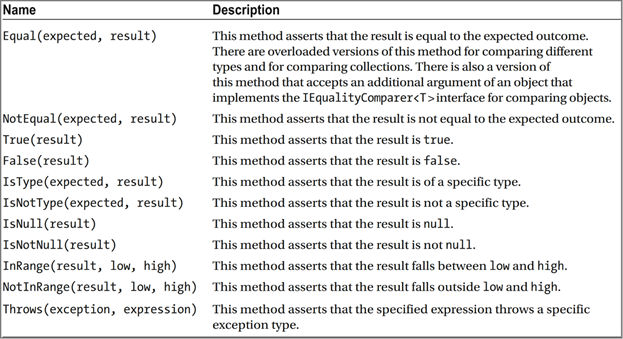 Name Description
Equal(expected, result) This method asserts that the result is equal to the expected outcome.
There are overloaded versions of this method for comparing different
types and for comparing collections. There is also a version of
this method that accepts an additional argument of an object that
implements the IEqualityComparer<T> interface for comparing objects.
NotEqual(expected, result) This method asserts that the result is not equal to the expected outcome.
True(result) This method asserts that the result is true.
False(result) This method asserts that the result is false.
IsType(expected, result) This method asserts that the result is of a specific type.
IsNotType(expected, result) This method asserts that the result is not a specific type.
IsNull(result) This method asserts that the result is null.
IsNotNull(result) This method asserts that the result is not null.
InRange(result, low, high) This method asserts that the result falls between low and high.
NotInRange(result, low, high) This method asserts that the result falls outside low and high.
Throws(exception, expression) This method asserts that the specified expression throws a specific
exception type.